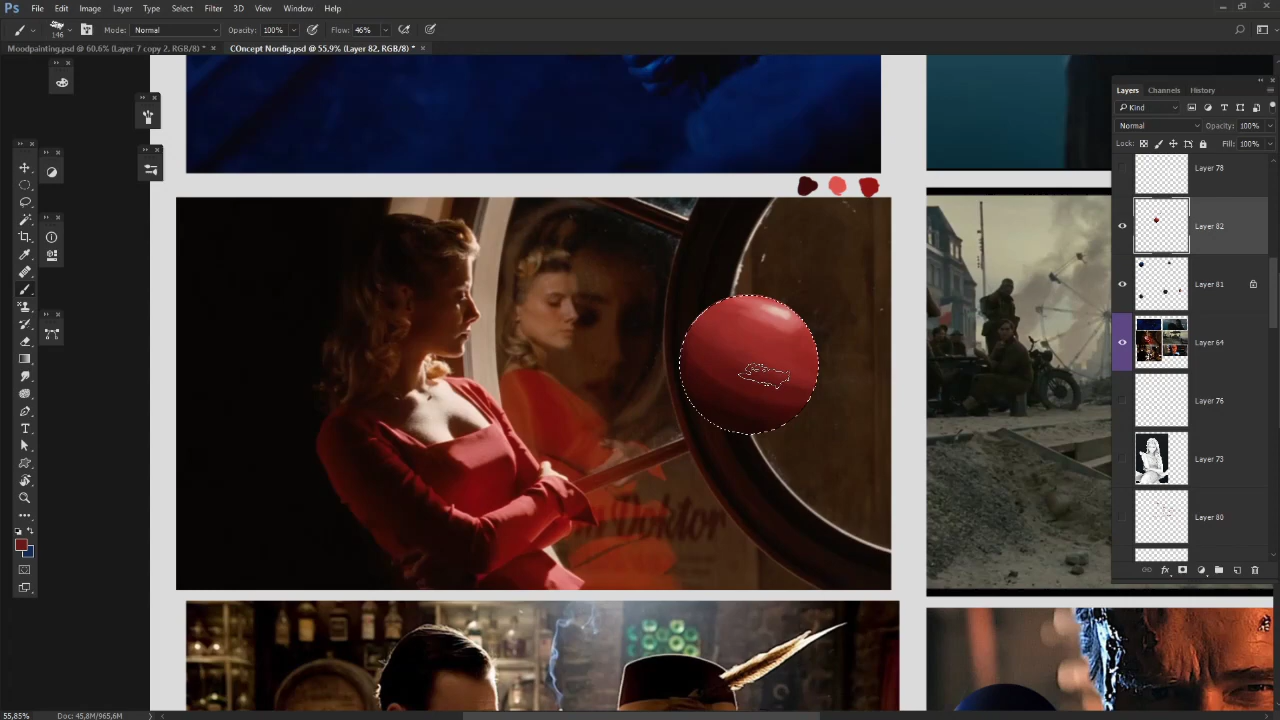 Ps File Edit Image Layer Type Select Filter 3D View Window Help
146 Mode: Normal Opacity: 100% Flow: 46%
Moodpainting.psd @ 60.6% (Layer 7 copy 2, RGB/8) * × COncept Nordig.psd @ 55.9% (Layer 82, RGB/8) * ×
Layers Channels History
Kind
Normal Opacity: 100%
Lock: Fill: 100%
Layer 78
Layer 82
Layer 81
Layer 64
Layer 76
Layer 73
Layer 80
Doktor
55,85% Doc: 45,8M/965,6M